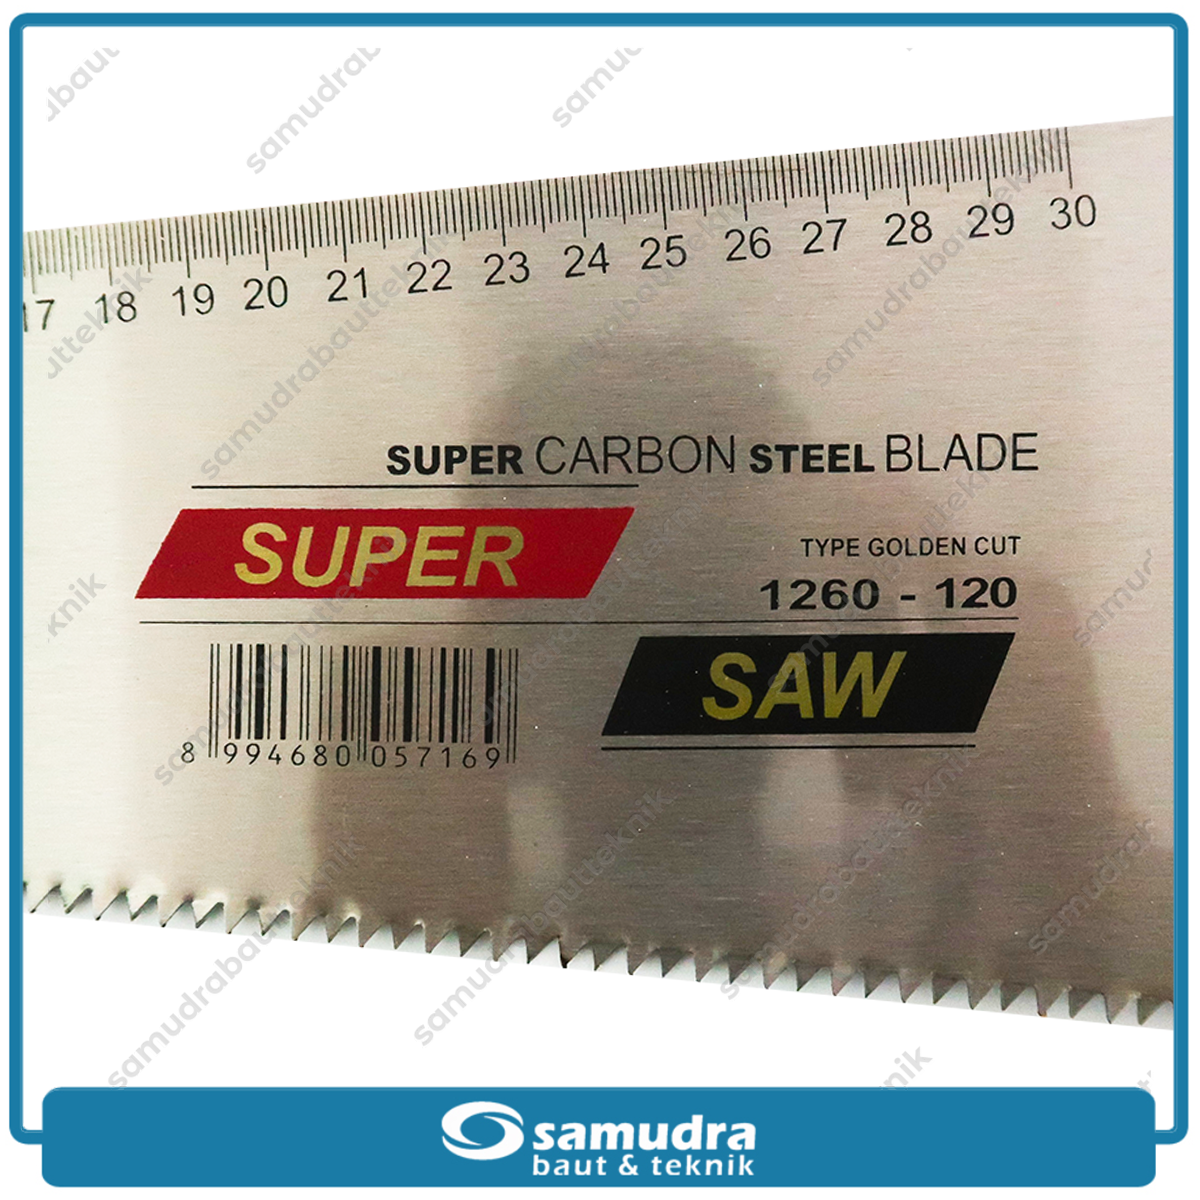 17 18 19 20 21 22 23 24 25 26 27 28 29 30
SUPER CARBON STEEL BLADE
SUPER
TYPE GOLDEN CUT
1260 - 120
SAW
8 994680 057169
samudrabautteknik
samudra
baut & teknik